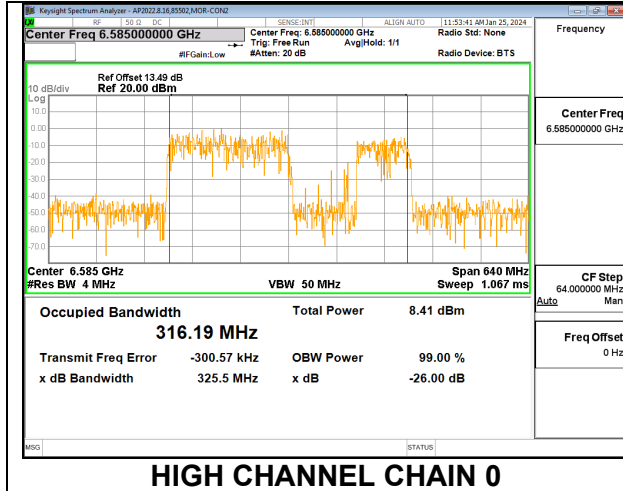 Keysight Spectrum Analyzer - AP2022.8.16,85502,MOR-CON2
RF 50 Ω DC SENSE:INT ALIGN AUTO 11:53:41 AM Jan 25, 2024
Center Freq 6.585000000 GHz
Center Freq: 6.585000000 GHz
Radio Std: None
Trig: Free Run Avg|Hold: 1/1
#IFGain:Low
#Atten: 20 dB
Radio Device: BTS
Frequency
Ref Offset 13.49 dB
10 dB/div Ref 20.00 dBm
Log
10.0
0.00
-10.0
-20.0
-30.0
-40.0
-50.0
-60.0
-70.0
Center Freq
6.585000000 GHz
Center 6.585 GHz
Span 640 MHz
#Res BW 4 MHz
VBW 50 MHz
Sweep 1.067 ms
CF Step
64.000000 MHz
Auto Man
Occupied Bandwidth
316.19 MHz
Total Power 8.41 dBm
Transmit Freq Error -300.57 kHz
OBW Power 99.00 %
x dB Bandwidth 325.5 MHz
x dB -26.00 dB
Freq Offset
0 Hz
MSG
STATUS
HIGH CHANNEL CHAIN 0